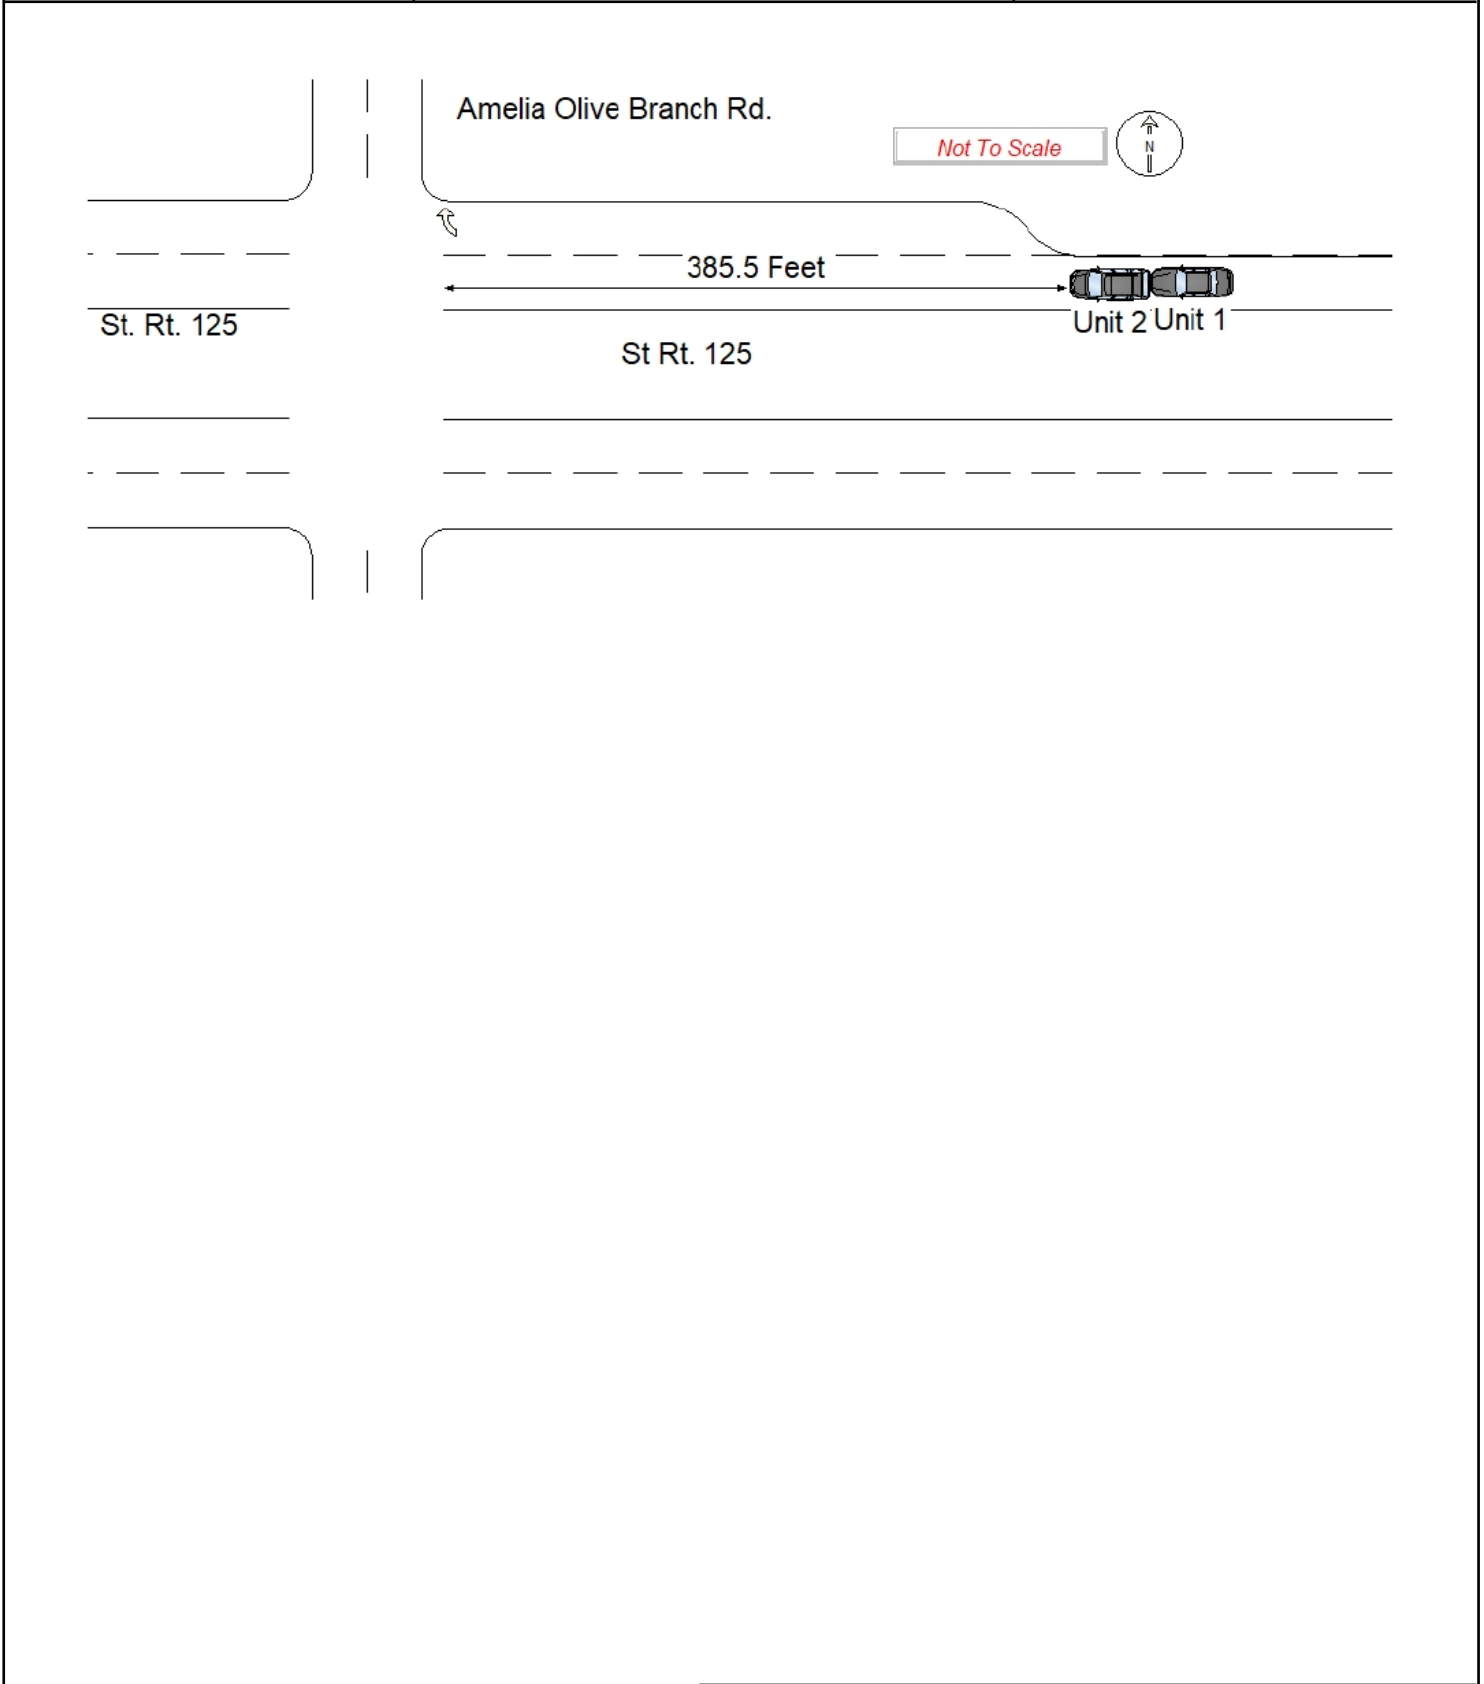 Amelia Olive Branch Rd.
Not To Scale
N
385.5 Feet
St. Rt. 125
Unit 2 Unit 1
St Rt. 125